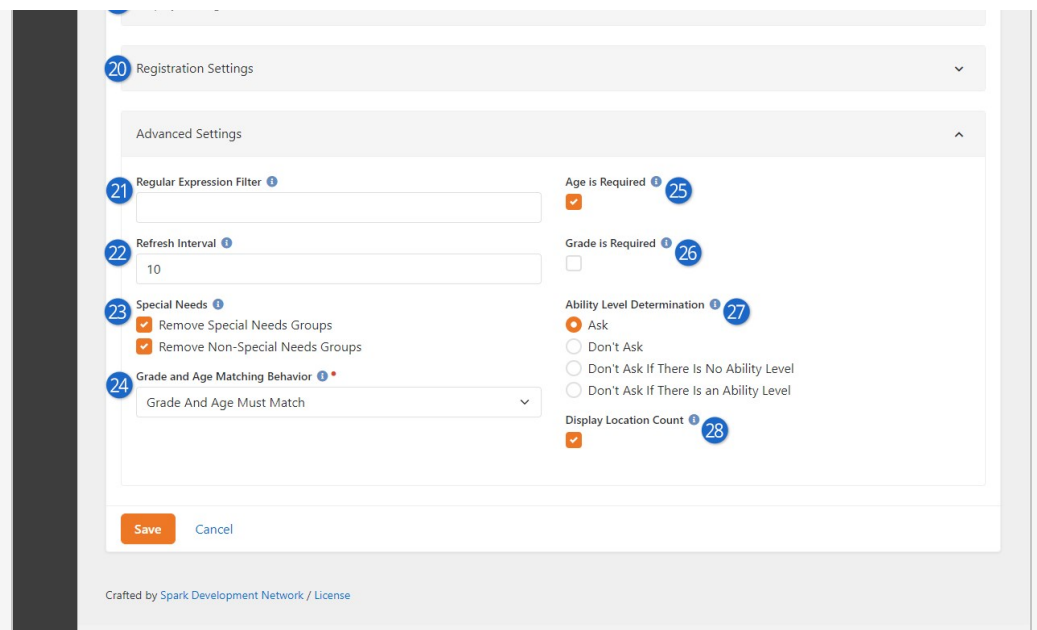 20 Registration Settings
Advanced Settings
21 Regular Expression Filter
22 Refresh Interval
10
23 Special Needs
Remove Special Needs Groups
Remove Non-Special Needs Groups
24 Grade and Age Matching Behavior •
Grade And Age Must Match
Age is Required 25
Grade is Required 26
Ability Level Determination 27
Ask
Don't Ask
Don't Ask If There Is No Ability Level
Don't Ask If There Is an Ability Level
Display Location Count 28
Save Cancel
Crafted by Spark Development Network / License